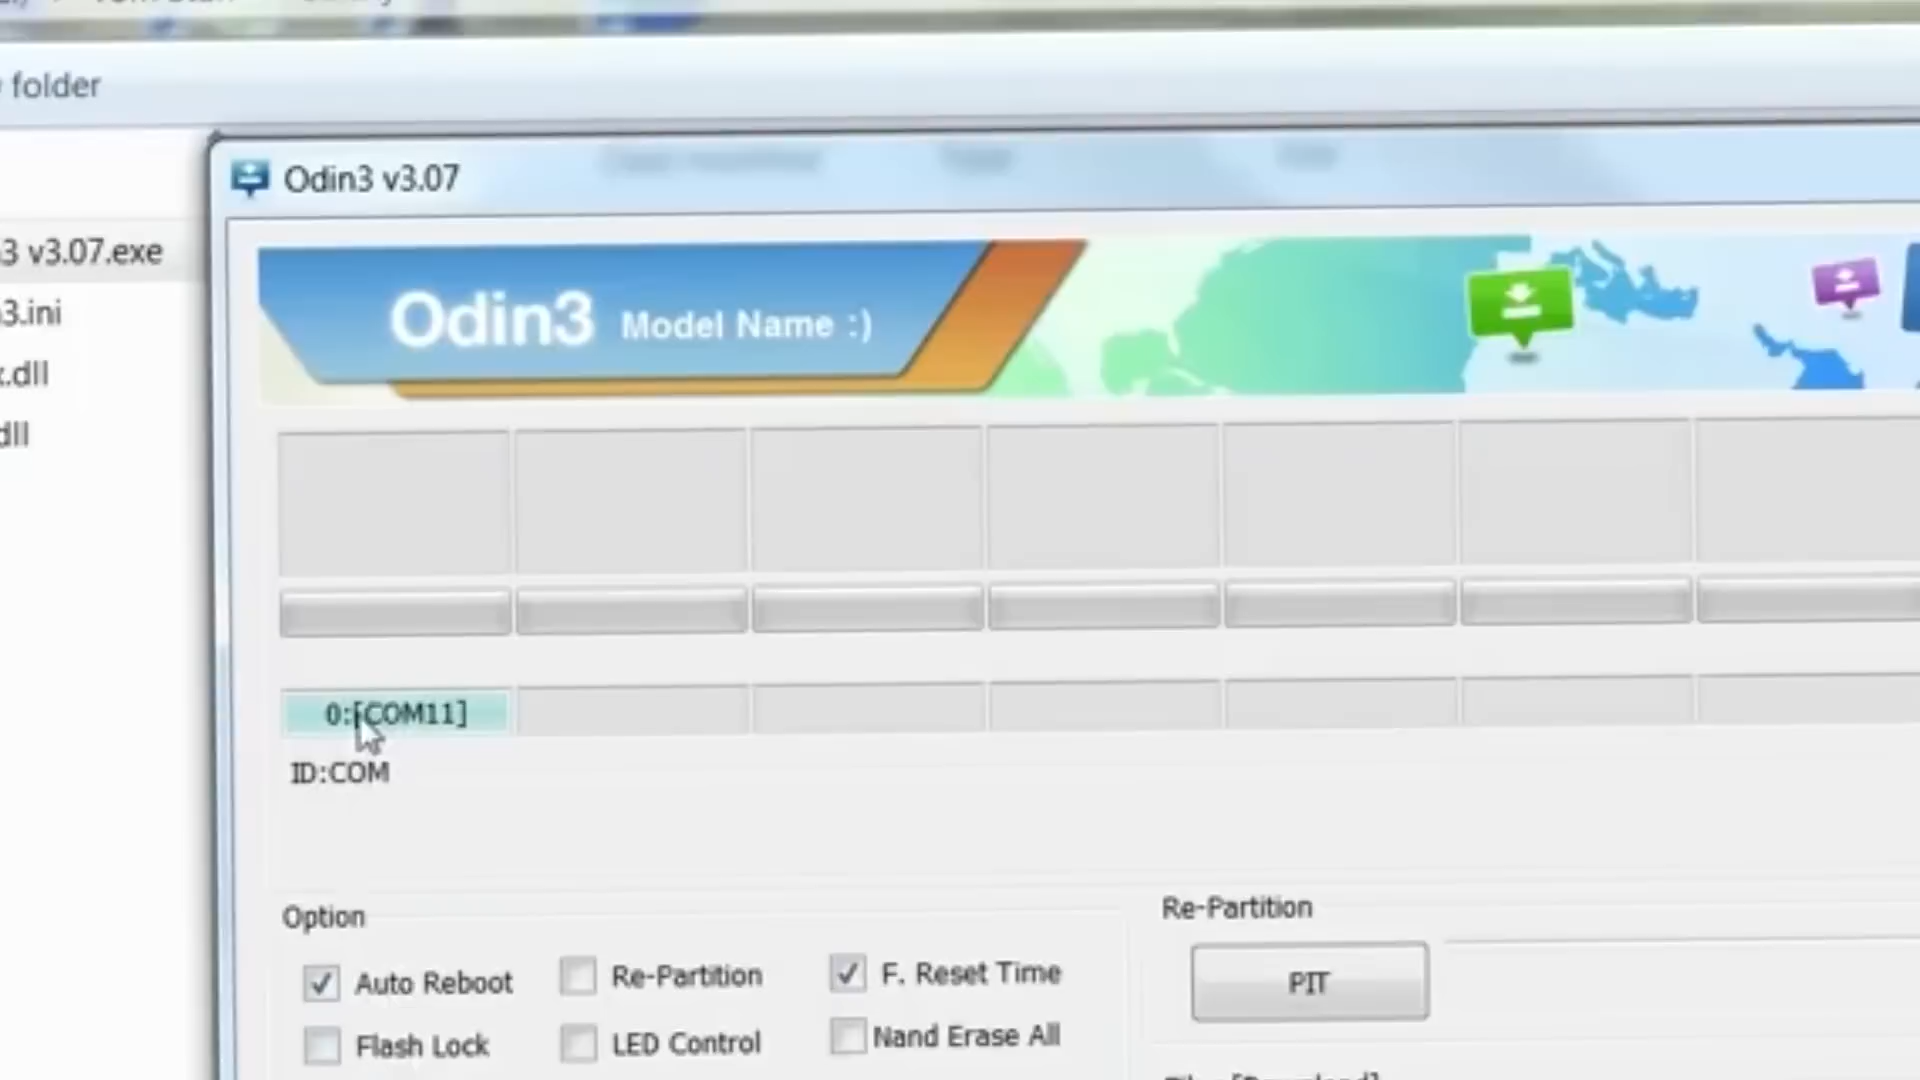 folder
Odin3 v3.07
3 v3.07.exe
3.ini
.dll
dll
Odin3 Model Name :)
0:[COM11]
ID:COM
Option
Re-Partition
Auto Reboot
Re-Partition
F. Reset Time
PIT
Flash Lock
LED Control
Nand Erase All